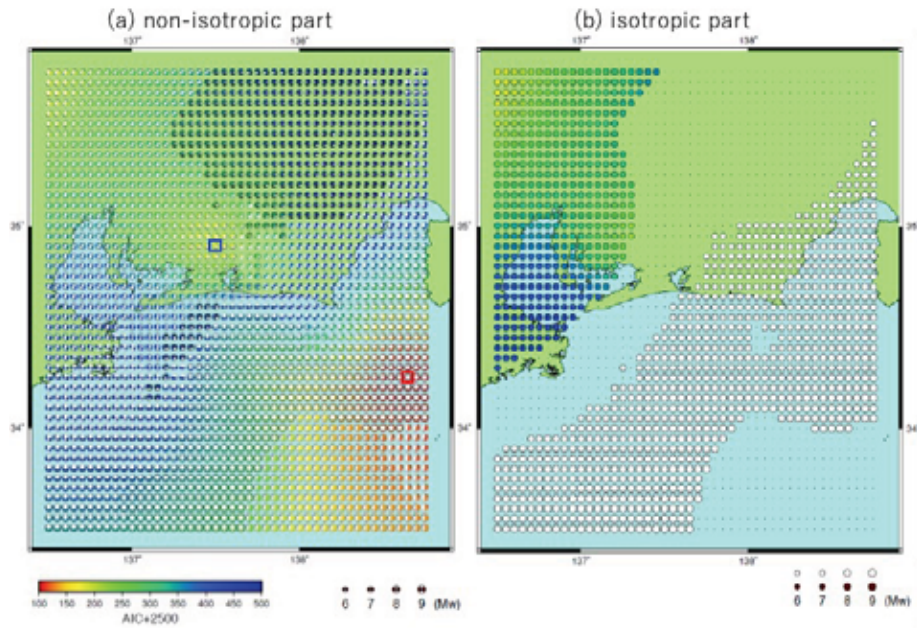 (a) non-isotropic part
(b) isotropic part
137° 138°
137° 138°
35° 35°
34° 34°
137° 138°
137° 138°
100 150 200 250 300 350 400 450 500
AIC+2500
6 7 8 9 (Mw)
6 7 8 9 (Mw)